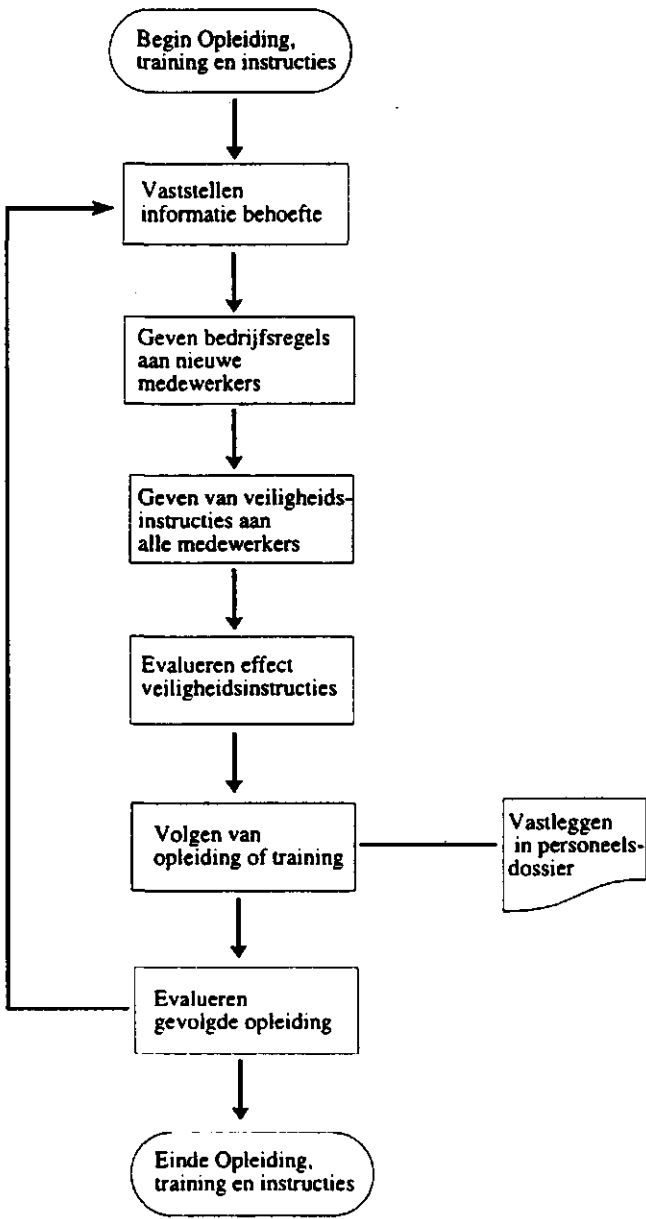 Begin Opleiding,
training en instructies
Vaststellen
informatie behoefte
Geven bedrijfsregels
aan nieuwe
medewerkers
Geven van veiligheids-
instructies aan
alle medewerkers
Evalueren effect
veiligheidsinstructies
Volgen van
opleiding of training
Vastleggen
in personeels-
dossier
Evalueren
gevolgde opleiding
Einde Opleiding,
training en instructies